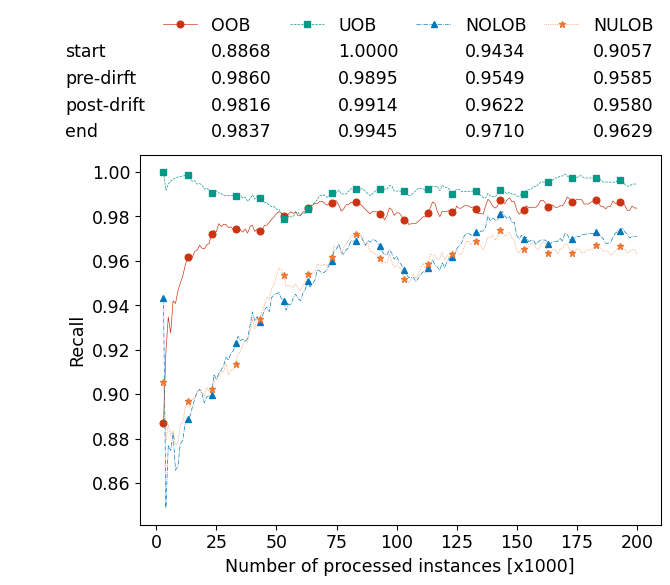 OOB UOB NOLOB NULOB
start 0.8868 1.0000 0.9434 0.9057
pre-dirft 0.9860 0.9895 0.9549 0.9585
post-drift 0.9816 0.9914 0.9622 0.9580
end 0.9837 0.9945 0.9710 0.9629
1.00
0.98
0.96
0.94
0.92
0.90
0.88
0.86
Recall
0 25 50 75 100 125 150 175 200
Number of processed instances [x1000]